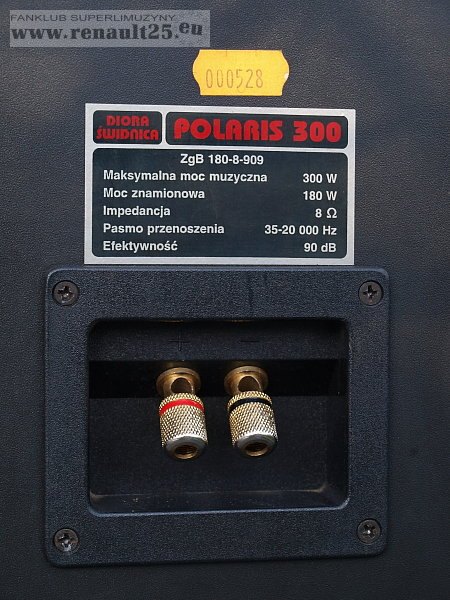 FANKLUB SUPERLIMUZYNY
www.renault25.eu
000528
DIORA
ŚWIDNICA
POLARIS 300
ZgB 180-8-909
Maksymalna moc muzyczna 300 W
Moc znamionowa 180 W
Impedancja 8 Ω
Pasmo przenoszenia 35-20 000 Hz
Efektywność 90 dB
+ −